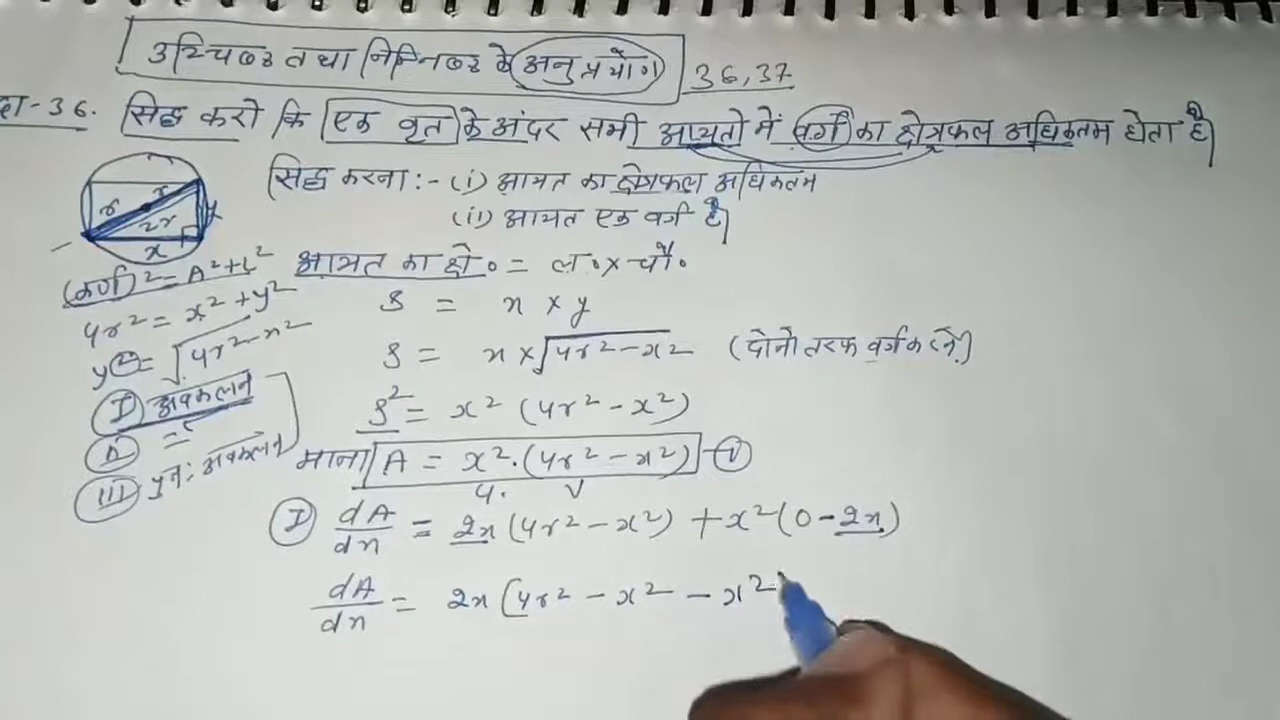 उच्चिष्ठ तथा निम्निष्ठ के अनुप्रयोग 36,37
दा-36. सिद्ध करो कि एक वृत के अंदर सभी आयतो में वर्ग का क्षेत्रफल अधिकतम होता है|
r r 2r x
सिद्ध करना:- (i) आयत का क्षेत्रफल अधिकतम
(ii) आयत एक वर्ग है|
(कर्ण)² = A²+L²
4r² = x²+y²
y = √4r²-x²
I अवकलन
II =
III पुनः अवकलन
आयत का क्षे० = ल.० × चौ०
S = x × y
S = x × √4r²-x² (दोनो तरफ वर्ग करने)
S² = x² (4r²-x²)
माना A = x².(4r²-x²) - ①
u. v
I dA/dx = 2x(4r²-x²) + x²(0-2x)
dA/dx = 2x(4r²-x²-x²